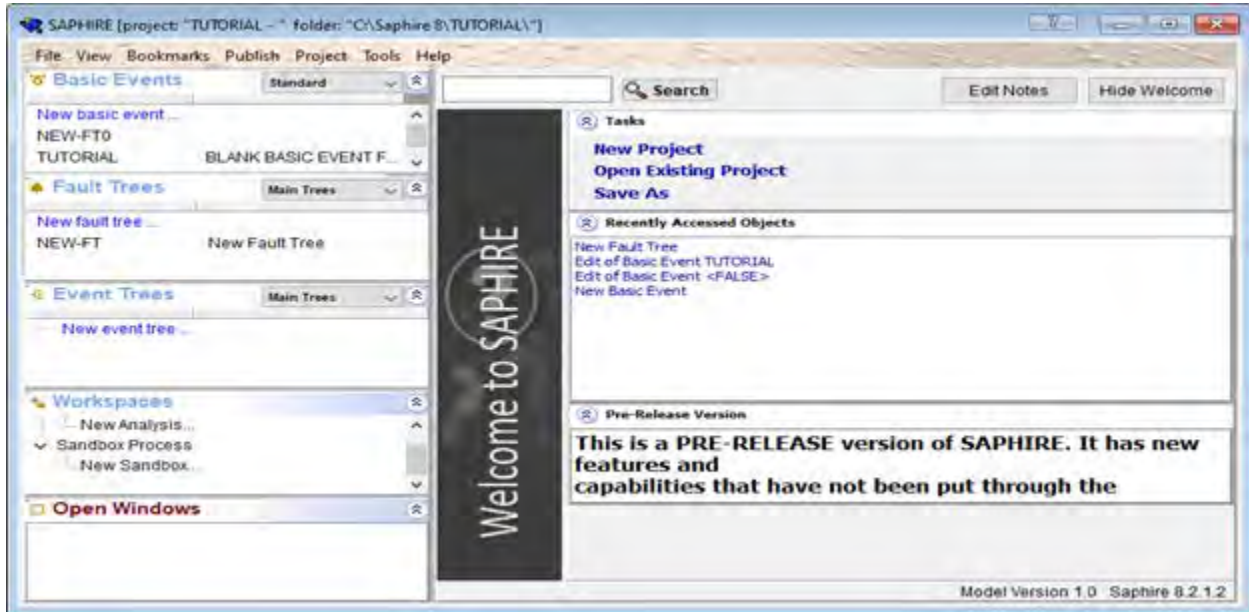 SAPHIRE [project: "TUTORIAL - " folder: "C:\Saphire 8\TUTORIAL\"]
File View Bookmarks Publish Project Tools Help
Basic Events Standard
New basic event ...
NEW-FT0
TUTORIAL BLANK BASIC EVENT F...
Fault Trees Main Trees
New fault tree ...
NEW-FT New Fault Tree
Event Trees Main Trees
New event tree ...
Workspaces
New Analysis...
Sandbox Process
New Sandbox...
Open Windows
Search Edit Notes Hide Welcome
Welcome to SAPHIRE
Tasks
New Project
Open Existing Project
Save As
Recently Accessed Objects
New Fault Tree
Edit of Basic Event TUTORIAL
Edit of Basic Event <FALSE>
New Basic Event
Pre-Release Version
This is a PRE-RELEASE version of SAPHIRE. It has new
features and
capabilities that have not been put through the
Model Version 1.0 Saphire 8.2.1.2